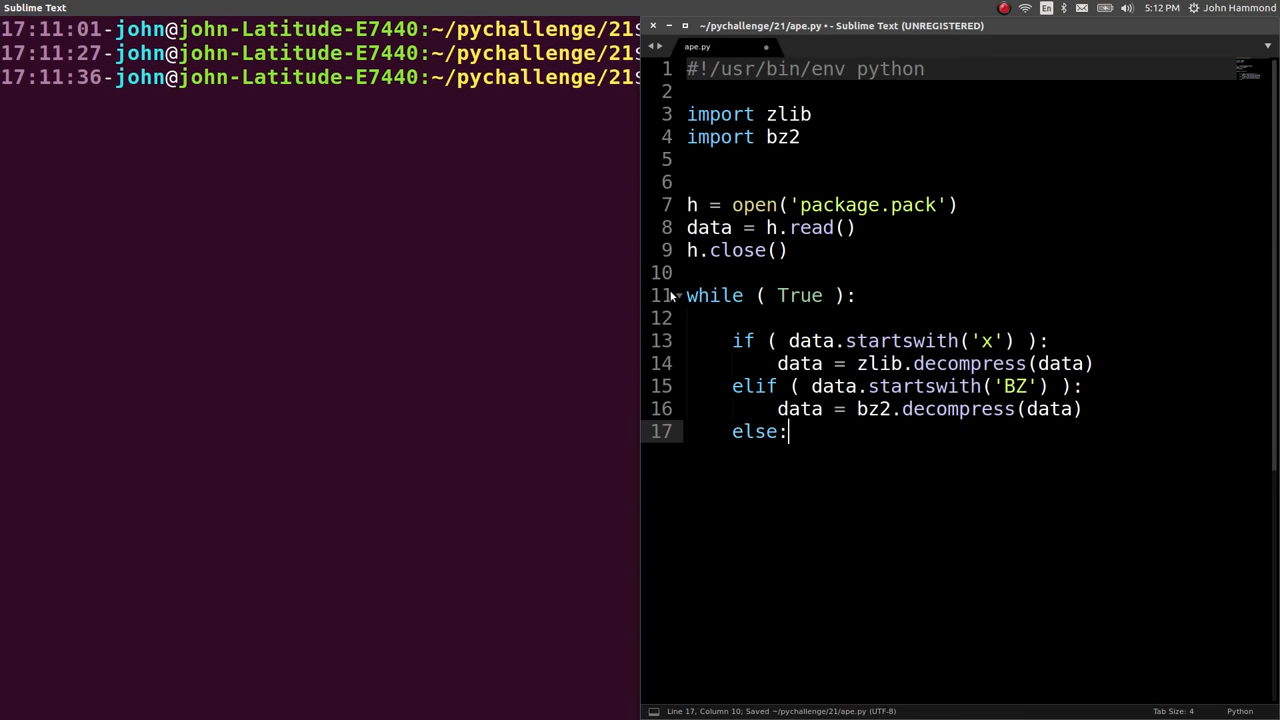 Sublime Text
En
5:12 PM
John Hammond
17:11:01-john@john-Latitude-E7440:~/pychallenge/21$
17:11:27-john@john-Latitude-E7440:~/pychallenge/21$
17:11:36-john@john-Latitude-E7440:~/pychallenge/21$
~/pychallenge/21/ape.py • - Sublime Text (UNREGISTERED)
ape.py
1 #!/usr/bin/env python
2
3 import zlib
4 import bz2
5
6
7 h = open('package.pack')
8 data = h.read()
9 h.close()
10
11 while ( True ):
12
13 if ( data.startswith('x') ):
14 data = zlib.decompress(data)
15 elif ( data.startswith('BZ') ):
16 data = bz2.decompress(data)
17 else:
Line 17, Column 10; Saved ~/pychallenge/21/ape.py (UTF-8)
Tab Size: 4
Python